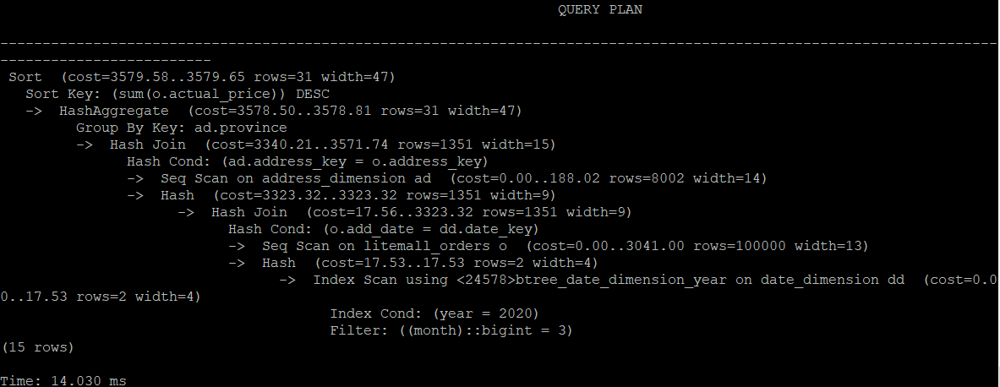 QUERY PLAN
----------------------------------------------------------------------------------------------------------------------
-------------------------
Sort  (cost=3579.58..3579.65 rows=31 width=47)
Sort Key: (sum(o.actual_price)) DESC
->  HashAggregate  (cost=3578.50..3578.81 rows=31 width=47)
Group By Key: ad.province
->  Hash Join  (cost=3340.21..3571.74 rows=1351 width=15)
Hash Cond: (ad.address_key = o.address_key)
->  Seq Scan on address_dimension ad  (cost=0.00..188.02 rows=8002 width=14)
->  Hash  (cost=3323.32..3323.32 rows=1351 width=9)
->  Hash Join  (cost=17.56..3323.32 rows=1351 width=9)
Hash Cond: (o.add_date = dd.date_key)
->  Seq Scan on litemall_orders o  (cost=0.00..3041.00 rows=100000 width=13)
->  Hash  (cost=17.53..17.53 rows=2 width=4)
->  Index Scan using <24578>btree_date_dimension_year on date_dimension dd  (cost=0.0
0..17.53 rows=2 width=4)
Index Cond: (year = 2020)
Filter: ((month)::bigint = 3)
(15 rows)
Time: 14.030 ms